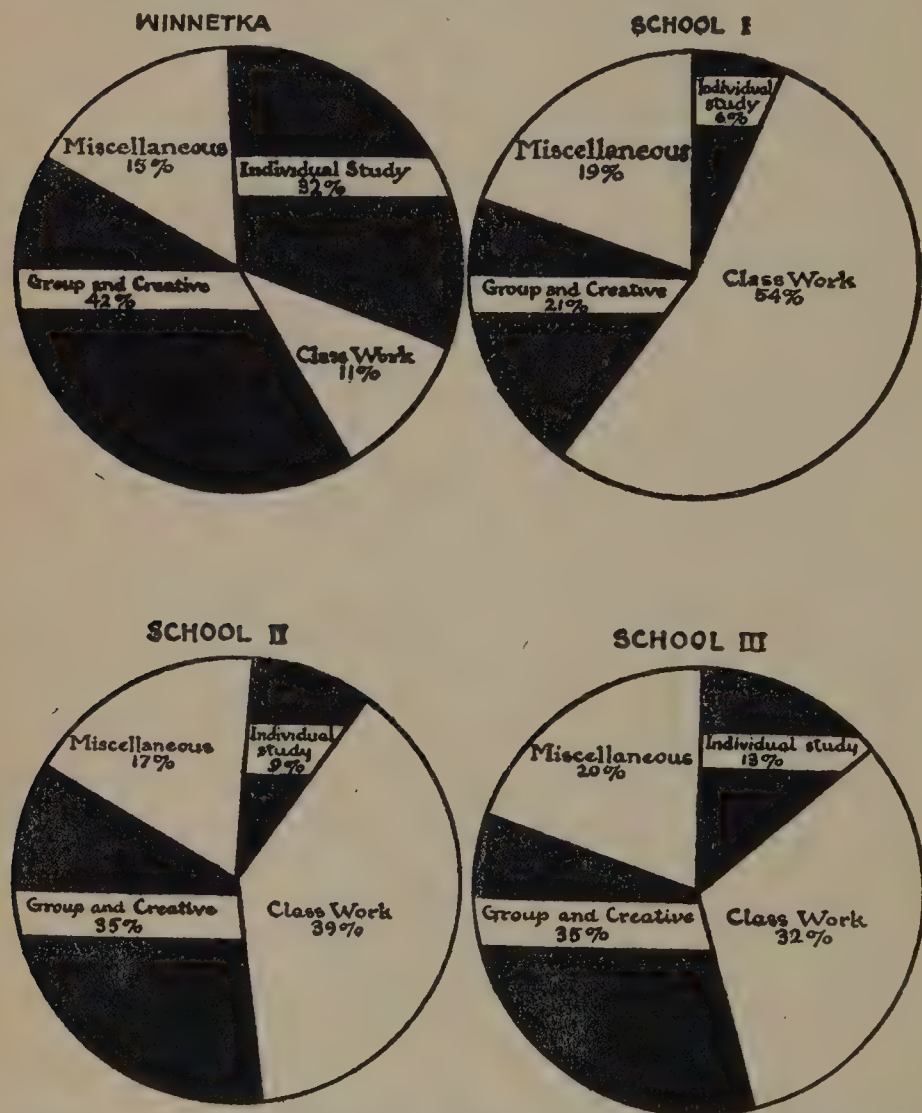 WINNETKA
Miscellaneous
15%
Individual Study
32%
Group and Creative
42%
Class Work
11%
SCHOOL I
Individual
study
6%
Miscellaneous
19%
Class Work
54%
Group and Creative
21%
SCHOOL II
Miscellaneous
17%
Individual
study
9%
Group and Creative
35%
Class Work
39%
SCHOOL III
Miscellaneous
20%
Individual study
13%
Group and Creative
35%
Class Work
32%